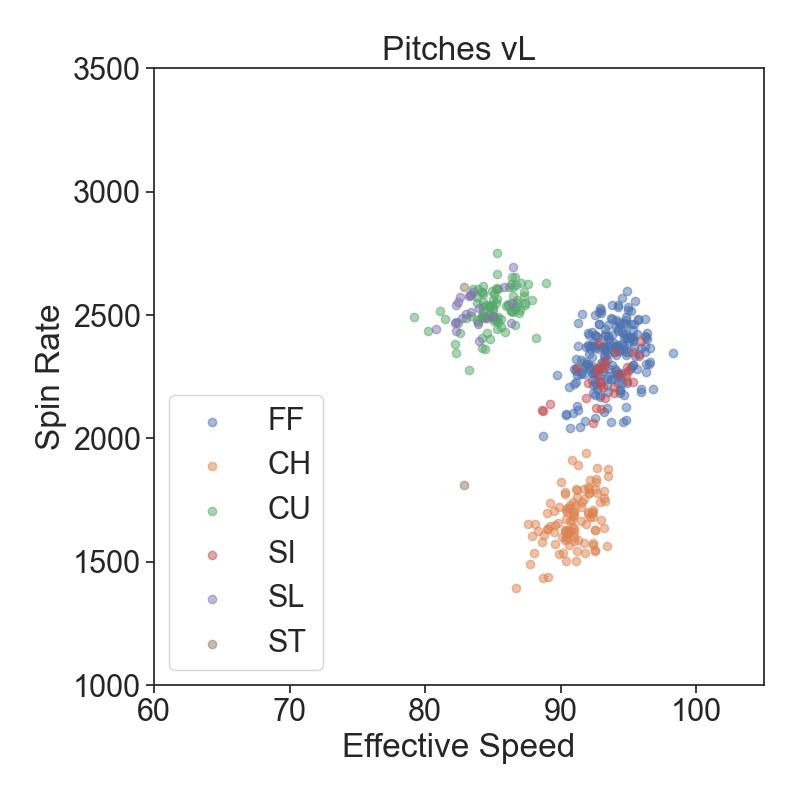 Pitches vL
3500
3000
2500
2000
1500
1000
Spin Rate
FF
CH
CU
SI
SL
ST
60
70
80
90
100
Effective Speed